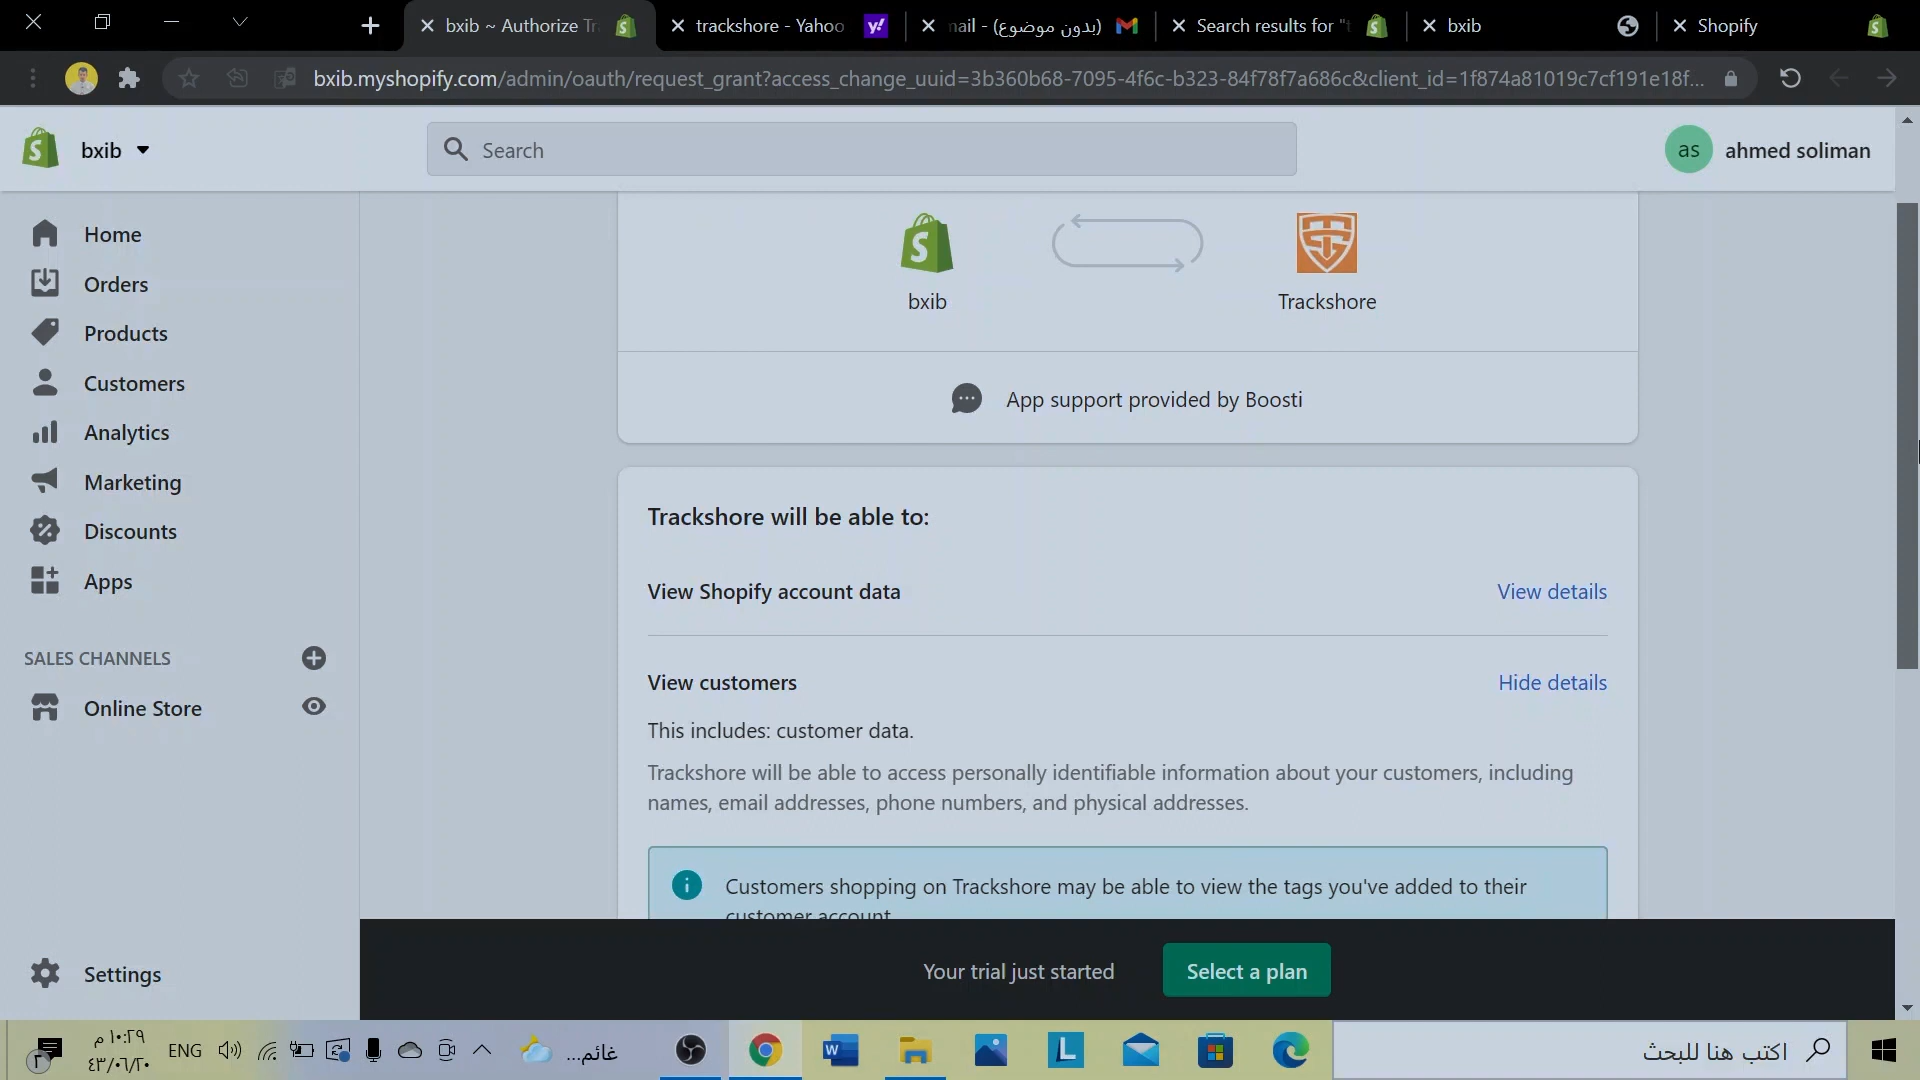 bxib ~ Authorize Tr
trackshore - Yahoo
nail - (بدون موضوع)
Search results for "t
bxib
Shopify
bxib.myshopify.com/admin/oauth/request_grant?access_change_uuid=3b360b68-7095-4f6c-b323-84f78f7a686c&client_id=1f874a81019c7cf191e18f...
bxib
Search
as
ahmed soliman
Home
Orders
Products
Customers
Analytics
Marketing
Discounts
Apps
SALES CHANNELS
Online Store
Settings
bxib
Trackshore
App support provided by Boosti
Trackshore will be able to:
View Shopify account data
View details
View customers
Hide details
This includes: customer data.
Trackshore will be able to access personally identifiable information about your customers, including
names, email addresses, phone numbers, and physical addresses.
Customers shopping on Trackshore may be able to view the tags you've added to their
customer account.
Your trial just started
Select a plan
١٠:٢٩ م
٤٣/٠٦/٢٠
ENG
غائم...
اكتب هنا للبحث